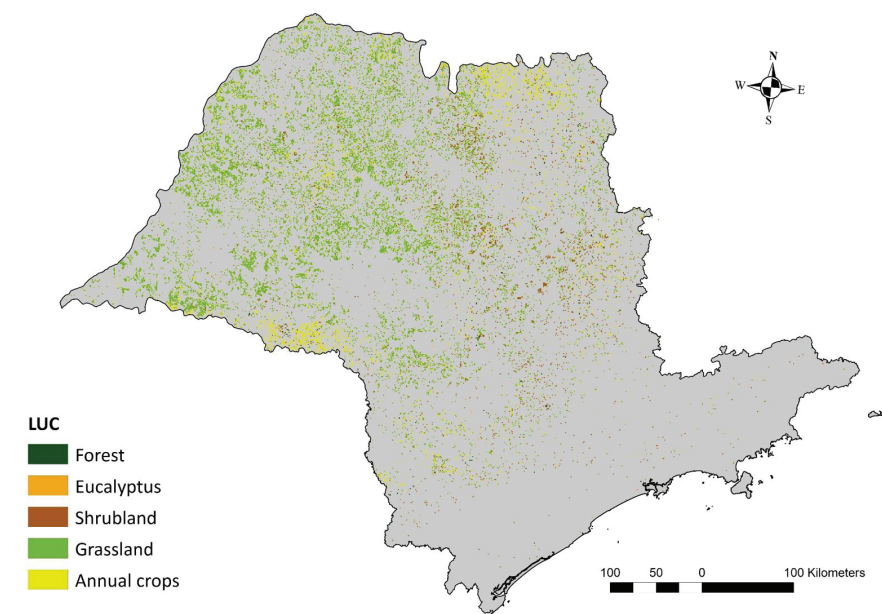 N
W E
S
LUC
Forest
Eucalyptus
Shrubland
Grassland
Annual crops
100 50 0 100 Kilometers